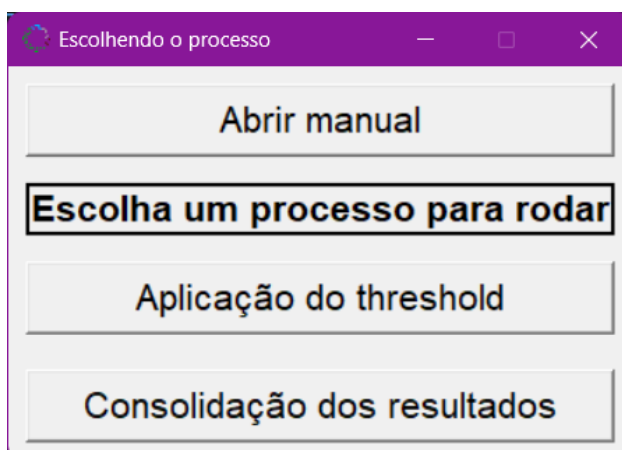 Escolhendo o processo
Abrir manual
Escolha um processo para rodar
Aplicação do threshold
Consolidação dos resultados